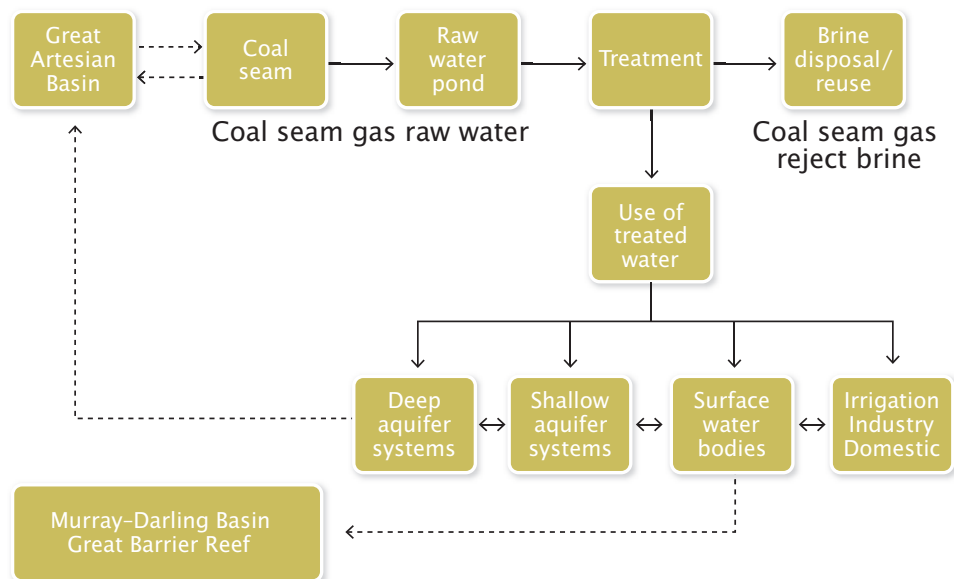 Great
Artesian
Basin
Coal
seam
Raw
water
pond
Treatment
Brine
disposal/
reuse
Coal seam gas raw water
Coal seam gas
reject brine
Use of
treated
water
Deep
aquifer
systems
Shallow
aquifer
systems
Surface
water
bodies
Irrigation
Industry
Domestic
Murray–Darling Basin
Great Barrier Reef